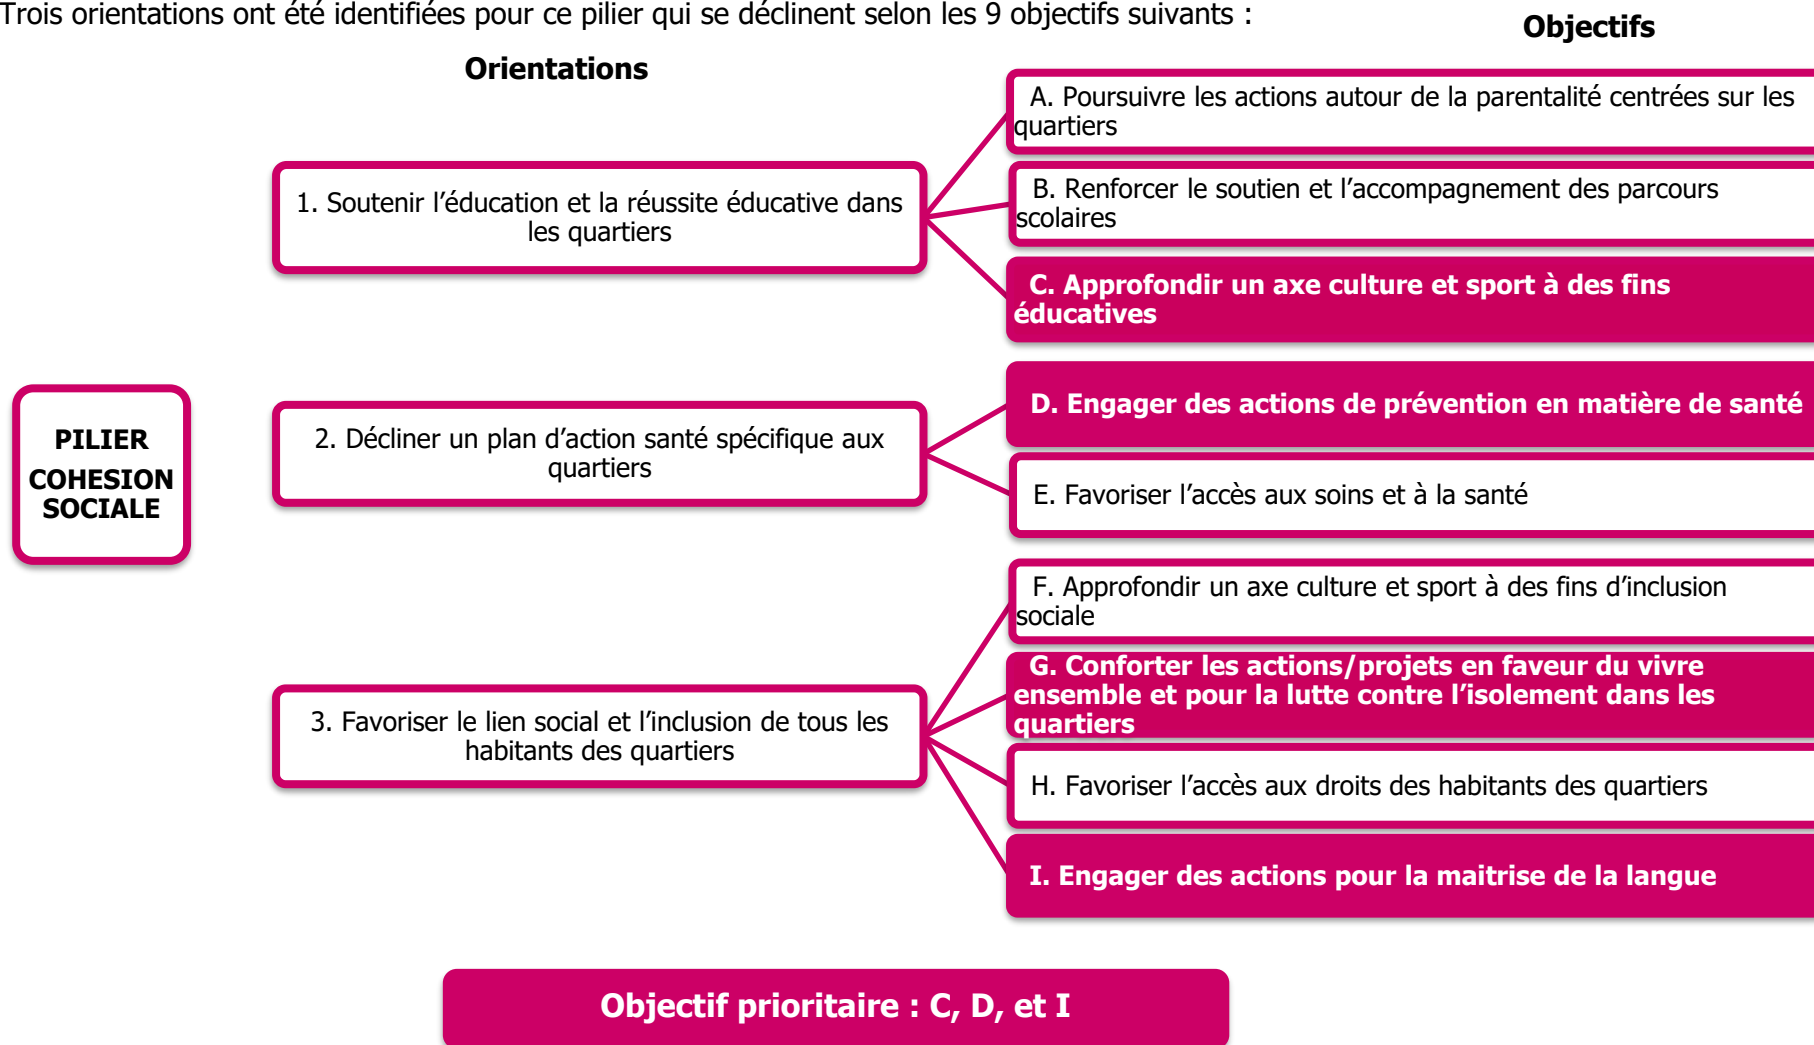 Trois orientations ont été identifiées pour ce pilier qui se déclinent selon les 9 objectifs suivants :
Objectifs
Orientations
A. Poursuivre les actions autour de la parentalité centrées sur les
quartiers
1. Soutenir l’éducation et la réussite éducative dans
les quartiers
B. Renforcer le soutien et l’accompagnement des parcours
scolaires
C. Approfondir un axe culture et sport à des fins
éducatives
PILIER
COHESION
SOCIALE
2. Décliner un plan d’action santé spécifique aux
quartiers
D. Engager des actions de prévention en matière de santé
E. Favoriser l’accès aux soins et à la santé
3. Favoriser le lien social et l’inclusion de tous les
habitants des quartiers
F. Approfondir un axe culture et sport à des fins d’inclusion
sociale
G. Conforter les actions/projets en faveur du vivre
ensemble et pour la lutte contre l’isolement dans les
quartiers
H. Favoriser l’accès aux droits des habitants des quartiers
I. Engager des actions pour la maitrise de la langue
Objectif prioritaire : C, D, et I